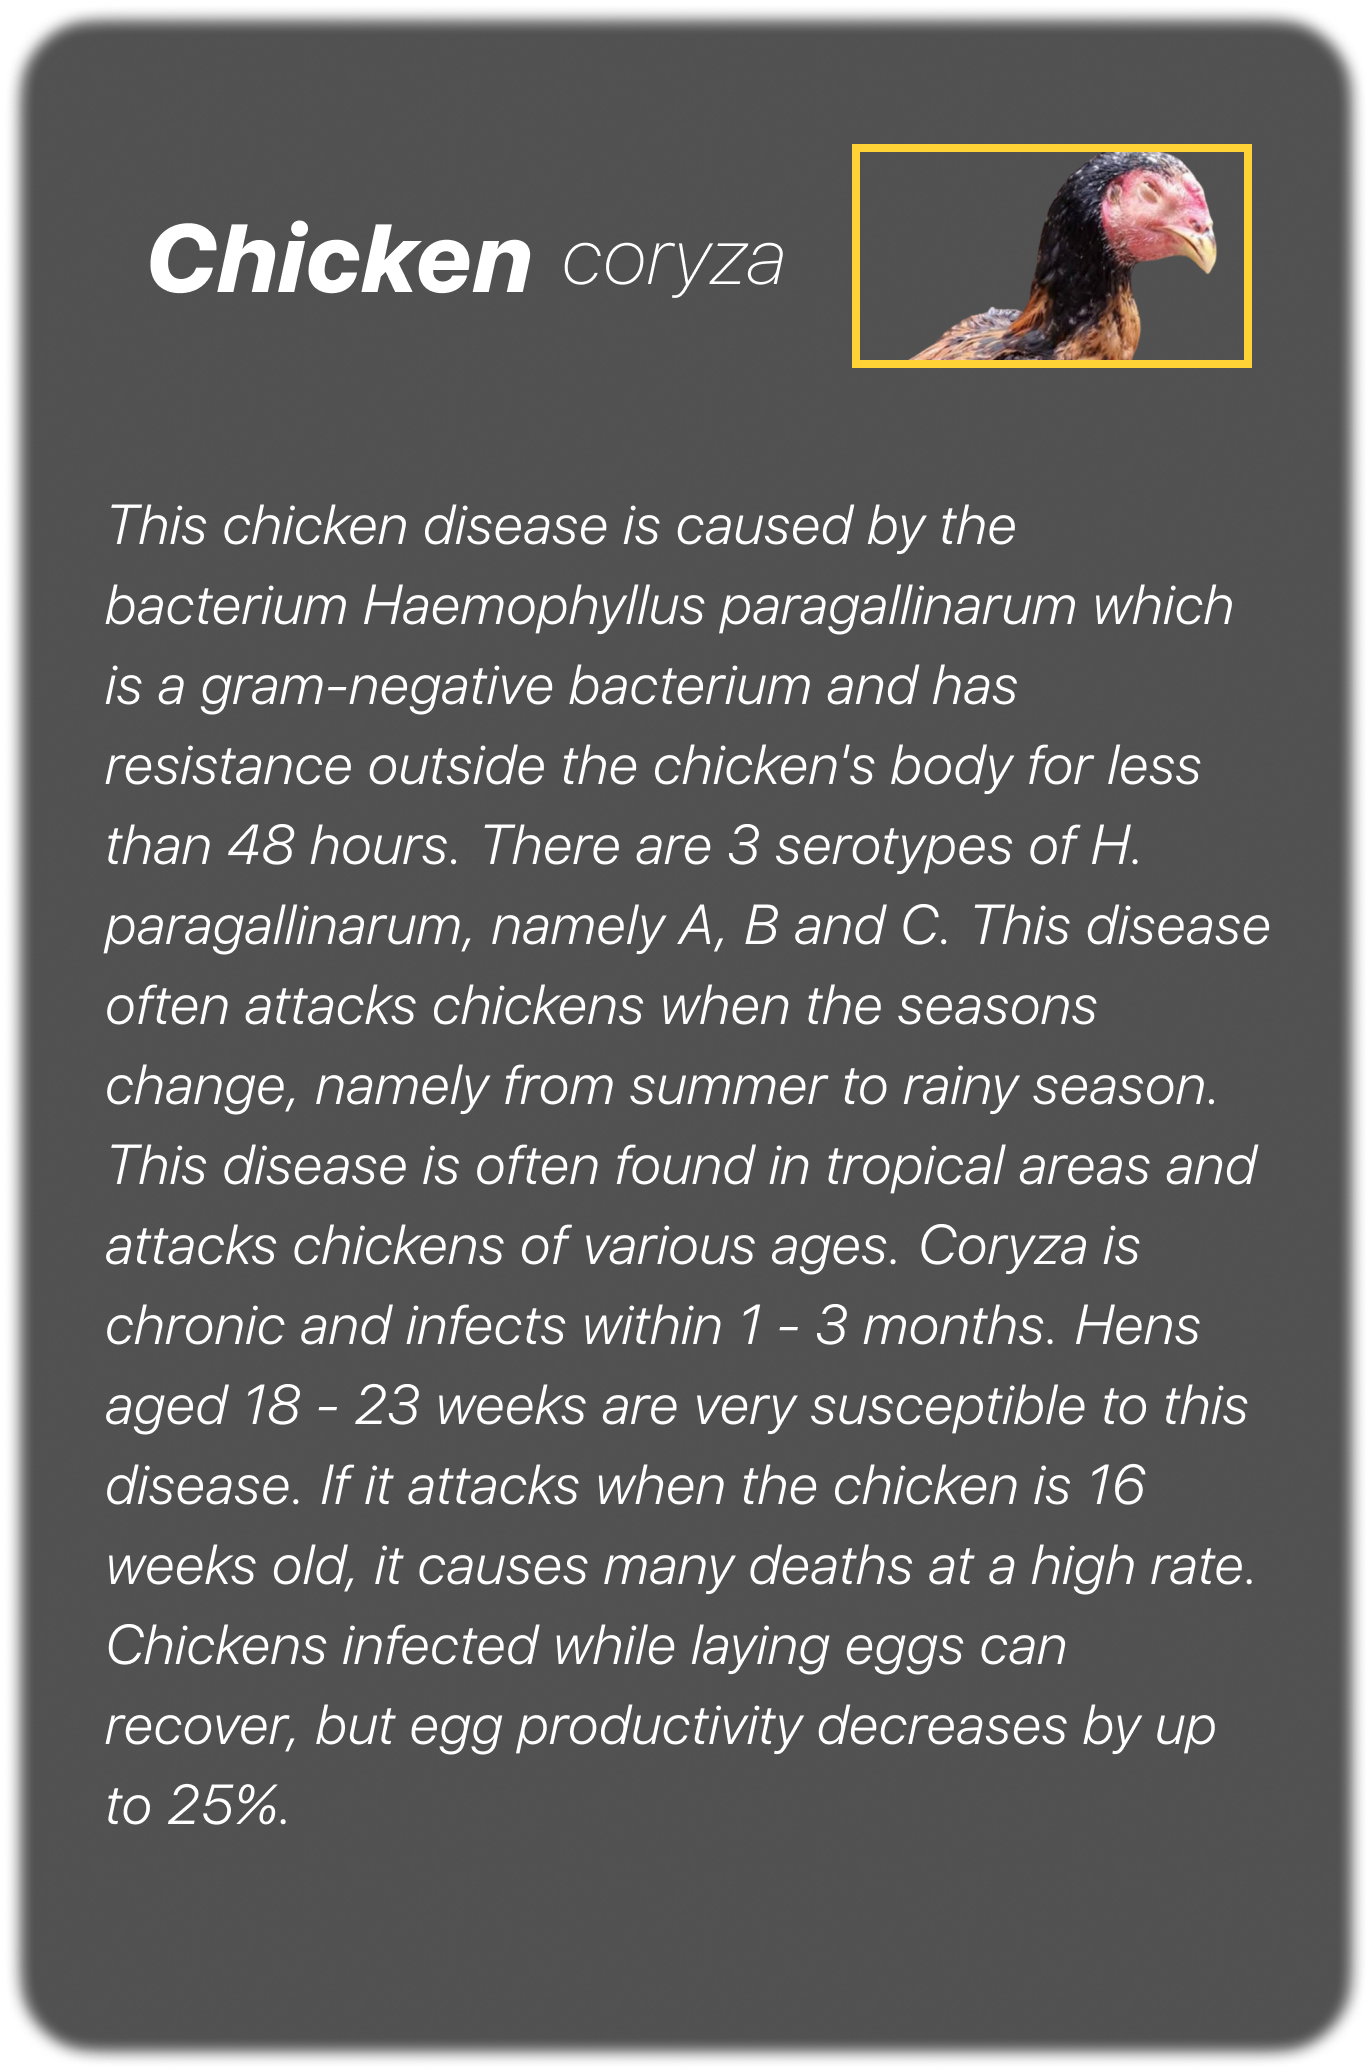 Chicken coryza
This chicken disease is caused by the
bacterium Haemophyllus paragallinarum which
is a gram-negative bacterium and has
resistance outside the chicken's body for less
than 48 hours. There are 3 serotypes of H.
paragallinarum, namely A, B and C. This disease
often attacks chickens when the seasons
change, namely from summer to rainy season.
This disease is often found in tropical areas and
attacks chickens of various ages. Coryza is
chronic and infects within 1 - 3 months. Hens
aged 18 - 23 weeks are very susceptible to this
disease. If it attacks when the chicken is 16
weeks old, it causes many deaths at a high rate.
Chickens infected while laying eggs can
recover, but egg productivity decreases by up
to 25%.